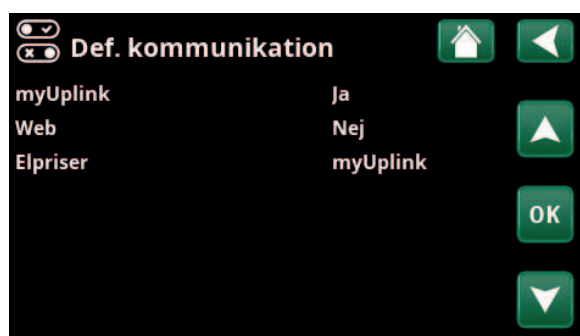 Def. kommunikation
myUplink Ja
Web Nej
Elpriser myUplink
OK